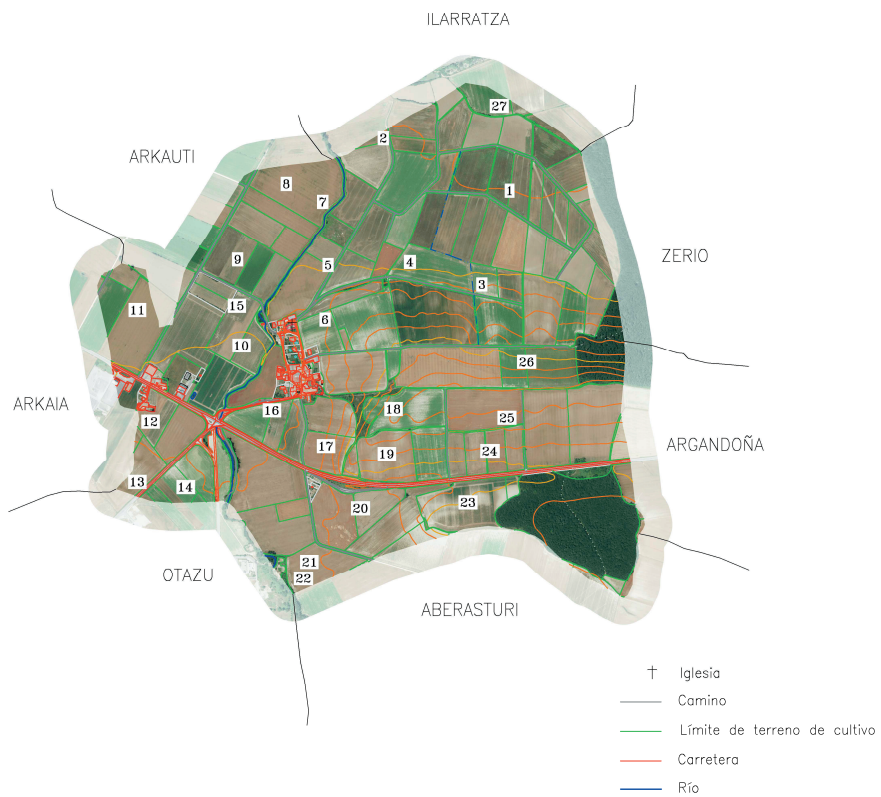 ILARRATZA
27
2
ARKAUTI
8
1
7
ZERIO
9
5
4
3
11
15
6
10
26
ARKAIA
12
16
18
25
ARGANDOÑA
17
19
24
13
14
23
20
OTAZU
21
22
ABERASTURI
Iglesia
Camino
Límite de terreno de cultivo
Carretera
Río